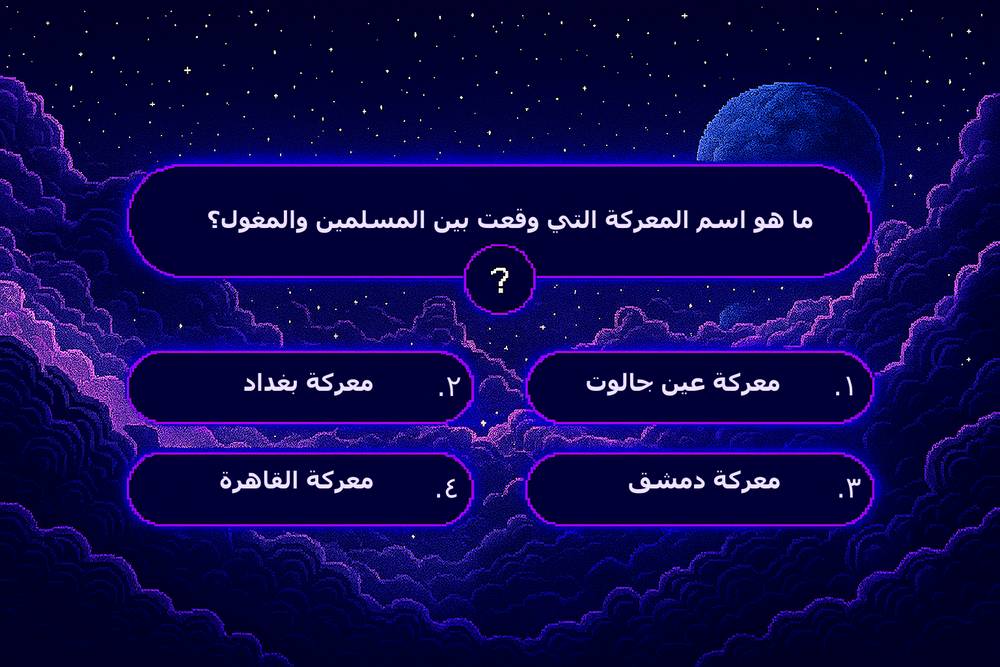 ما هو اسم المعركة التي وقعت بين المسلمين والمغول؟
?
١. معركة عين جالوت
٢. معركة بغداد
٣. معركة دمشق
٤. معركة القاهرة